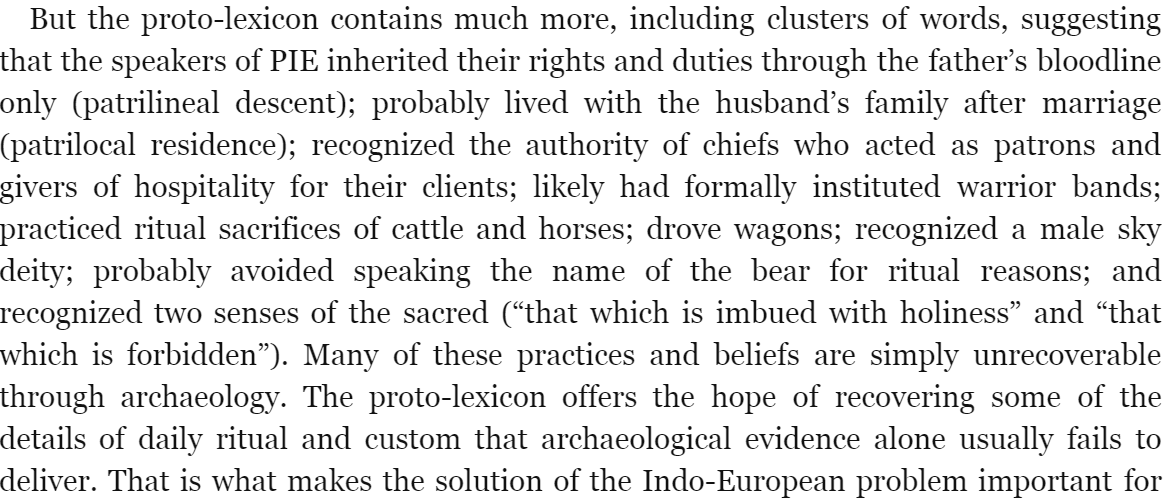 But the proto-lexicon contains much more, including clusters of words, suggesting
that the speakers of PIE inherited their rights and duties through the father’s bloodline
only (patrilineal descent); probably lived with the husband’s family after marriage
(patrilocal residence); recognized the authority of chiefs who acted as patrons and
givers of hospitality for their clients; likely had formally instituted warrior bands;
practiced ritual sacrifices of cattle and horses; drove wagons; recognized a male sky
deity; probably avoided speaking the name of the bear for ritual reasons; and
recognized two senses of the sacred (“that which is imbued with holiness” and “that
which is forbidden”). Many of these practices and beliefs are simply unrecoverable
through archaeology. The proto-lexicon offers the hope of recovering some of the
details of daily ritual and custom that archaeological evidence alone usually fails to
deliver. That is what makes the solution of the Indo-European problem important for